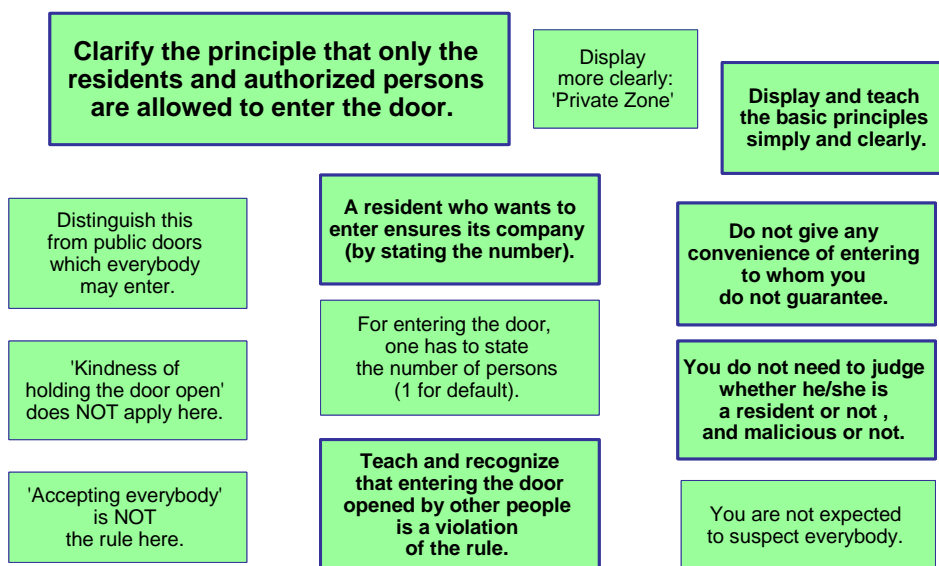 Clarify the principle that only the
residents and authorized persons
are allowed to enter the door.
Display
more clearly:
'Private Zone'
Display and teach
the basic principles
simply and clearly.
Distinguish this
from public doors
which everybody
may enter.
A resident who wants to
enter ensures its company
(by stating the number).
Do not give any
convenience of entering
to whom you
do not guarantee.
'Kindness of
holding the door open'
does NOT apply here.
For entering the door,
one has to state
the number of persons
(1 for default).
You do not need to judge
whether he/she is
a resident or not ,
and malicious or not.
'Accepting everybody'
is NOT
the rule here.
Teach and recognize
that entering the door
opened by other people
is a violation
of the rule.
You are not expected
to suspect everybody.